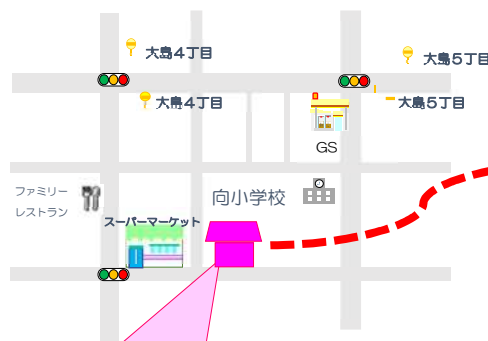 大島４丁目
大島５丁目
大島４丁目
大島５丁目
GS
ファミリー
レストラン
向小学校
スーパーマーケット